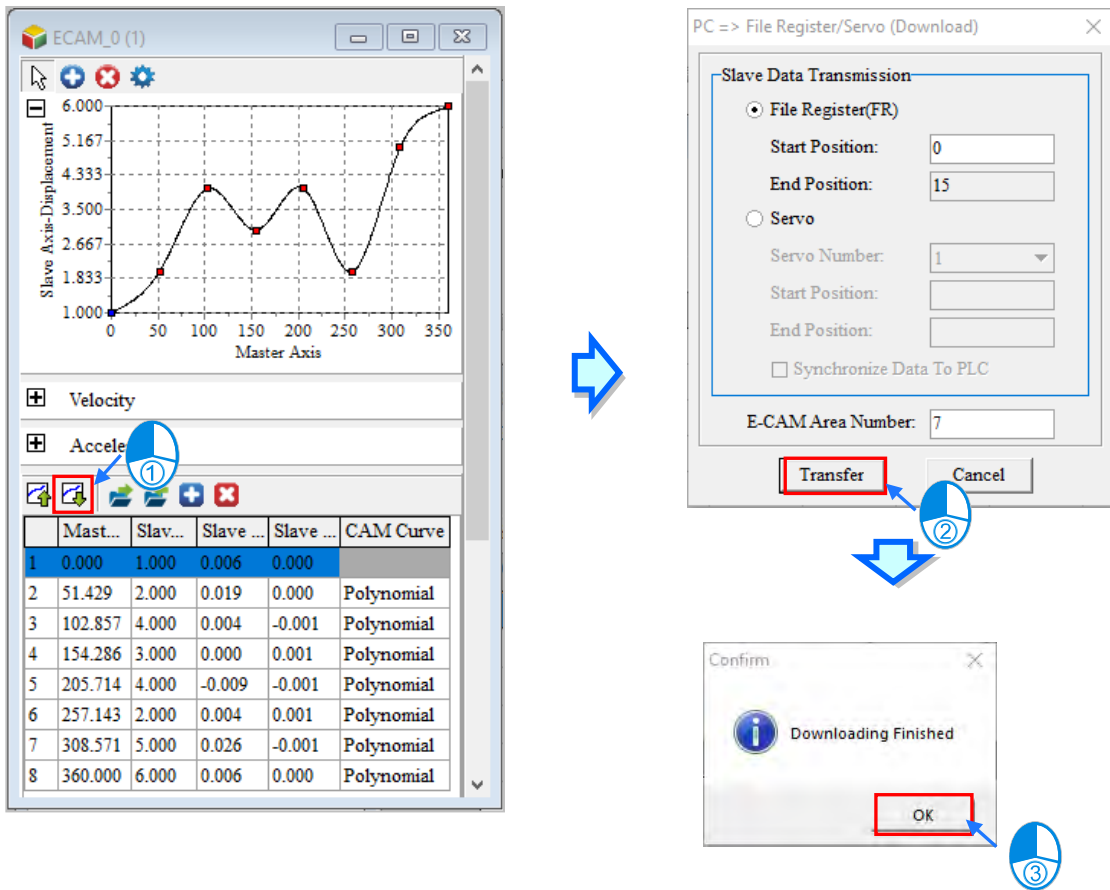 ECAM_0 (1)
6.000
5.167
4.333
3.500
2.667
1.833
1.000
Slave Axis-Displacement
0 50 100 150 200 250 300 350
Master Axis
Velocity
Accele
①
Mast... Slav... Slave ... Slave ... CAM Curve
1 0.000 1.000 0.006 0.000
2 51.429 2.000 0.019 0.000 Polynomial
3 102.857 4.000 0.004 -0.001 Polynomial
4 154.286 3.000 0.000 0.001 Polynomial
5 205.714 4.000 -0.009 -0.001 Polynomial
6 257.143 2.000 0.004 0.001 Polynomial
7 308.571 5.000 0.026 -0.001 Polynomial
8 360.000 6.000 0.006 0.000 Polynomial
PC => File Register/Servo (Download)
Slave Data Transmission
File Register(FR)
Start Position: 0
End Position: 15
Servo
Servo Number: 1
Start Position:
End Position:
Synchronize Data To PLC
E-CAM Area Number: 7
Transfer Cancel
②
Confirm
Downloading Finished
OK
③